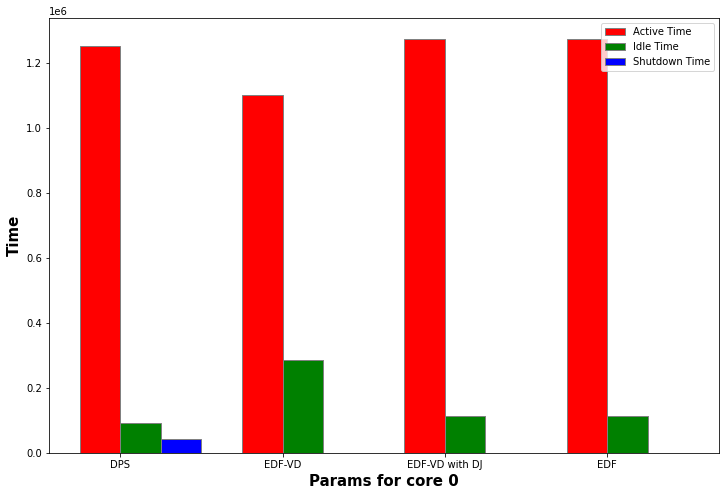 1e6
Active Time
Idle Time
Shutdown Time
1.2
1.0
0.8
0.6
0.4
0.2
0.0
Time
DPS
EDF-VD
EDF-VD with DJ
EDF
Params for core 0